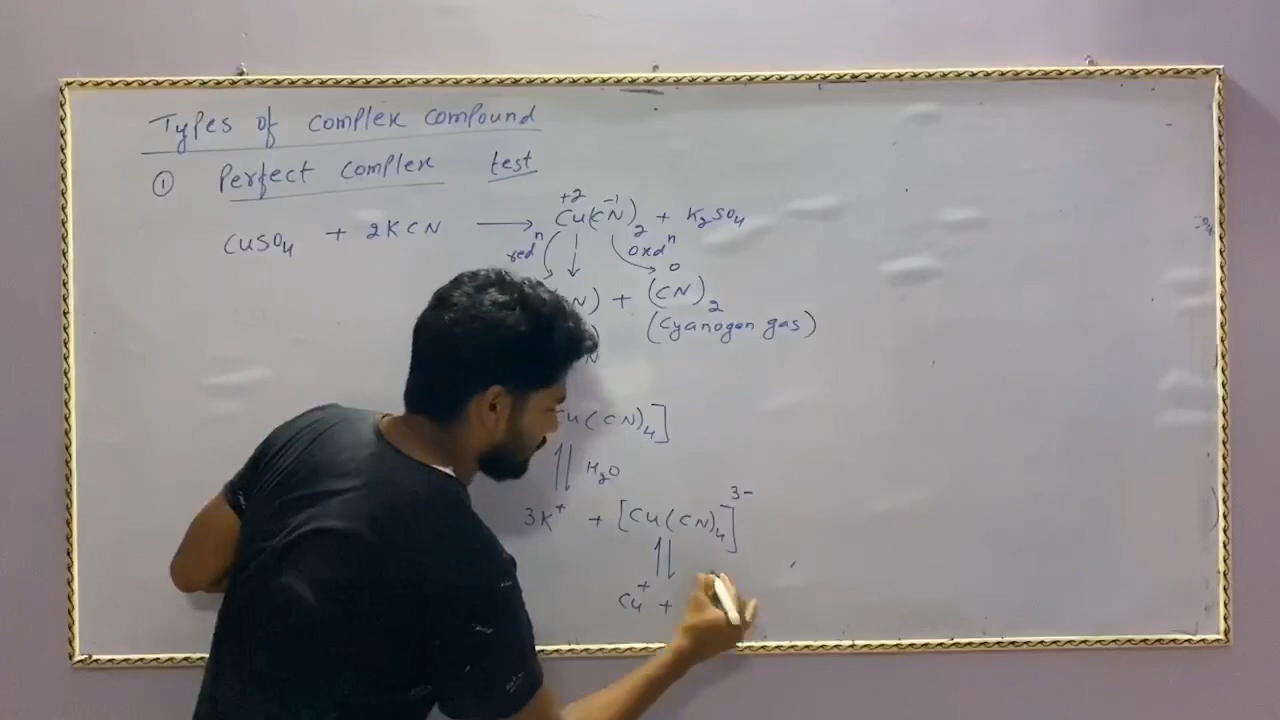 Types of complex compound
① Perfect complex test
+2 -1
CuSO₄ + 2KCN → Cu(CN)₂ + K₂SO₄
redⁿ ↓ oxdⁿ
0
N) + (CN)₂
(Cyanogen gas)
N
Cu(CN)₄]
⇌ H₂O
3K⁺ + [Cu(CN)₄]³⁻
⇌
Cu⁺ +